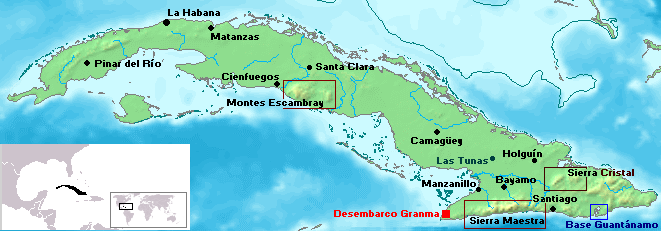 La Habana
Matanzas
Pinar del Río
Santa Clara
Cienfuegos
Montes Escambray
Camagüey
Las Tunas
Holguín
Sierra Cristal
Manzanillo
Bayamo
Santiago
Desembarco Granma
Sierra Maestra
Base Guantánamo